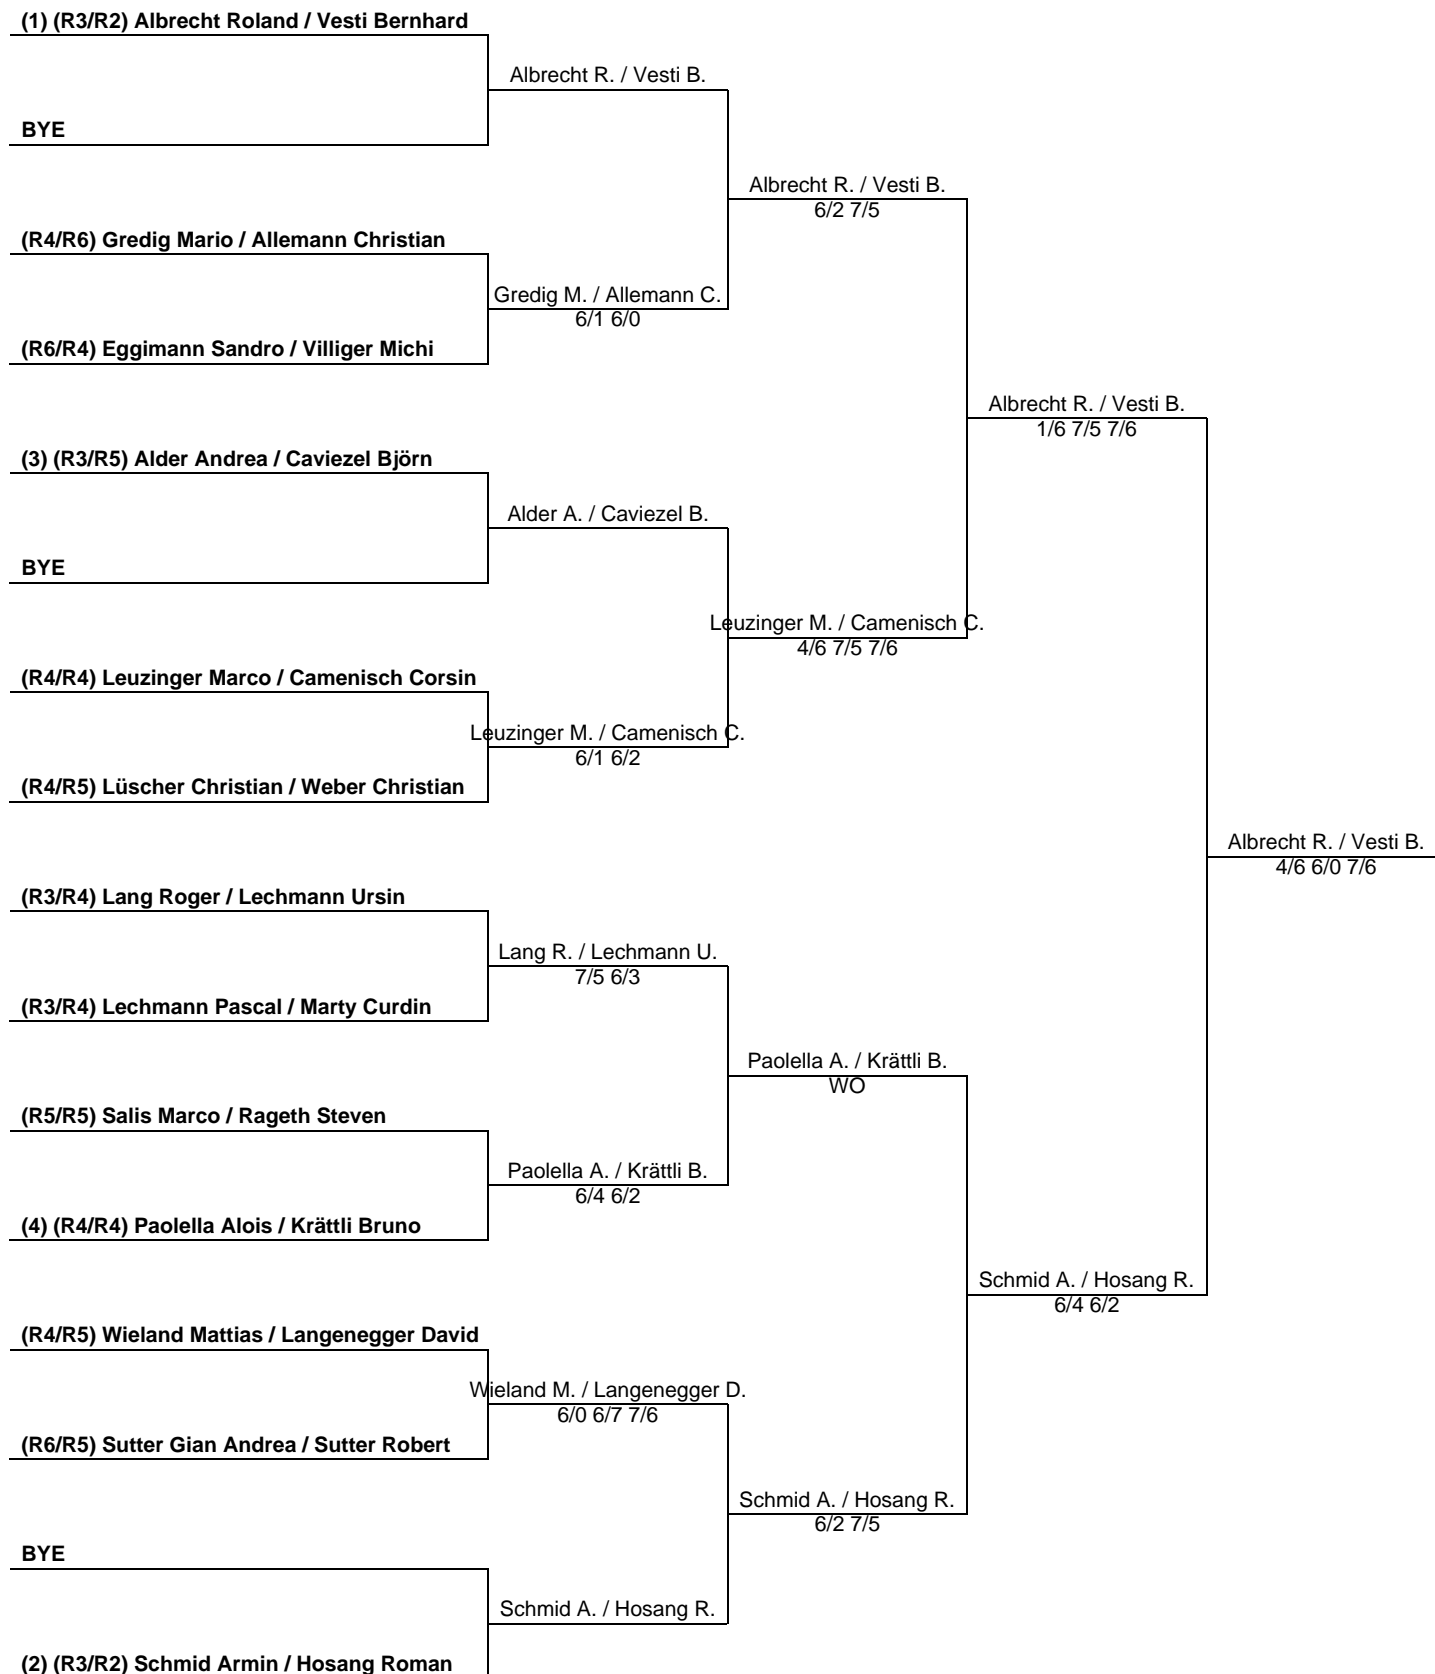 (1) (R3/R2) Albrecht Roland / Vesti Bernhard
Albrecht R. / Vesti B.
BYE
Albrecht R. / Vesti B.
6/2 7/5
(R4/R6) Gredig Mario / Allemann Christian
Gredig M. / Allemann C.
6/1 6/0
(R6/R4) Eggimann Sandro / Villiger Michi
Albrecht R. / Vesti B.
1/6 7/5 7/6
(3) (R3/R5) Alder Andrea / Caviezel Björn
Alder A. / Caviezel B.
BYE
Leuzinger M. / Camenisch C.
4/6 7/5 7/6
(R4/R4) Leuzinger Marco / Camenisch Corsin
Leuzinger M. / Camenisch C.
6/1 6/2
(R4/R5) Lüscher Christian / Weber Christian
Albrecht R. / Vesti B.
4/6 6/0 7/6
(R3/R4) Lang Roger / Lechmann Ursin
Lang R. / Lechmann U.
7/5 6/3
(R3/R4) Lechmann Pascal / Marty Curdin
Paolella A. / Krättli B.
WO
(R5/R5) Salis Marco / Rageth Steven
Paolella A. / Krättli B.
6/4 6/2
(4) (R4/R4) Paolella Alois / Krättli Bruno
Schmid A. / Hosang R.
6/4 6/2
(R4/R5) Wieland Mattias / Langenegger David
Wieland M. / Langenegger D.
6/0 6/7 7/6
(R6/R5) Sutter Gian Andrea / Sutter Robert
Schmid A. / Hosang R.
6/2 7/5
BYE
Schmid A. / Hosang R.
(2) (R3/R2) Schmid Armin / Hosang Roman